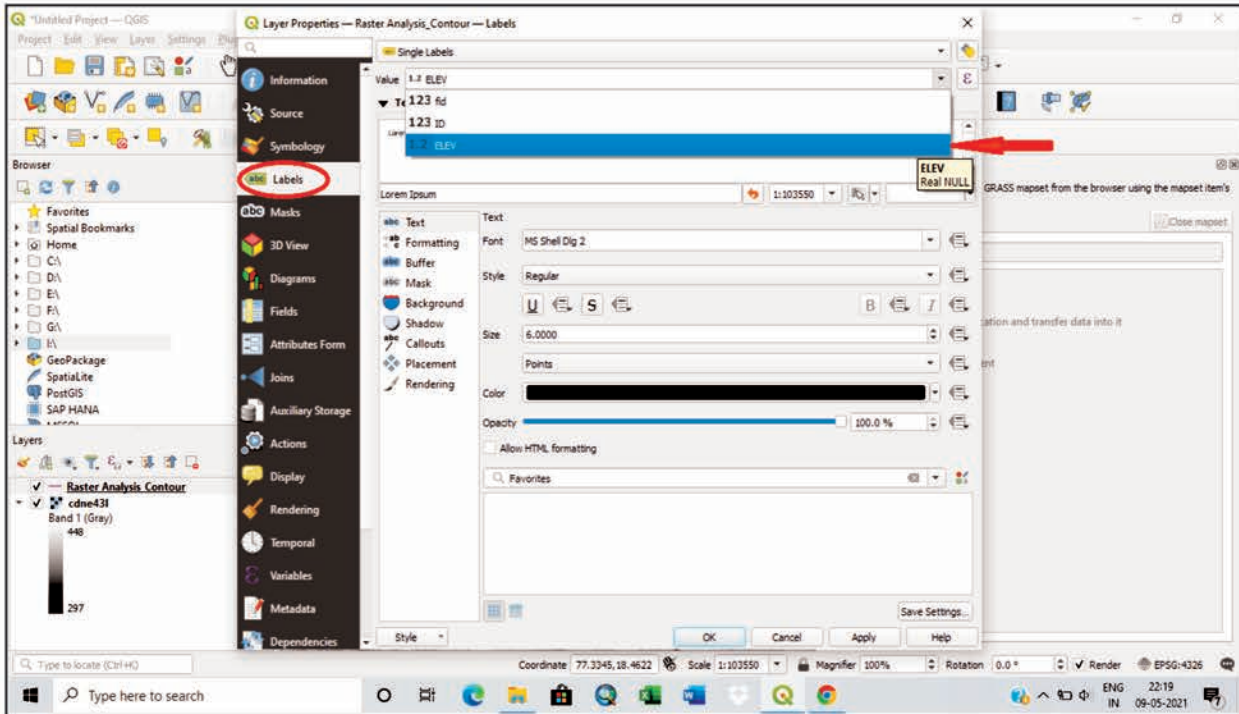 "Untitled Project — QGIS
Project Edit View Layer Settings
Layer Properties — Raster Analysis_Contour — Labels
Information
Source
Symbology
abc Labels
abc Masks
3D View
Diagrams
Fields
Attributes Form
Joins
Auxiliary Storage
Actions
Display
Rendering
Temporal
Variables
Metadata
Dependencies
Single Labels
Value 1.2 ELEV
123 fid
123 ID
1.2 ELEV
ELEV
Real NULL
Lorem Ipsum
1:103550
abc Text
Formatting
abc Buffer
abc Mask
Background
Shadow
Callouts
Placement
Rendering
Text
Font MS Shell Dlg 2
Style Regular
U S B I
Size 6.0000
Points
Color
Opacity 100.0 %
Allow HTML formatting
Favorites
Save Settings...
Style OK Cancel Apply Help
GRASS mapset from the browser using the mapset item's
Close mapset
ation and transfer data into it
ent
Browser
Favorites
Spatial Bookmarks
Home
C:\
D:\
E:\
F:\
G:\
I:\
GeoPackage
SpatiaLite
PostGIS
SAP HANA
Layers
Raster Analysis Contour
cdne43I
Band 1 (Gray)
448
297
Type to locate (Ctrl+K)
Coordinate 77.3345,18.4622 Scale 1:103550 Magnifier 100% Rotation 0.0 ° Render EPSG:4326
Type here to search
ENG
IN
22:19
09-05-2021